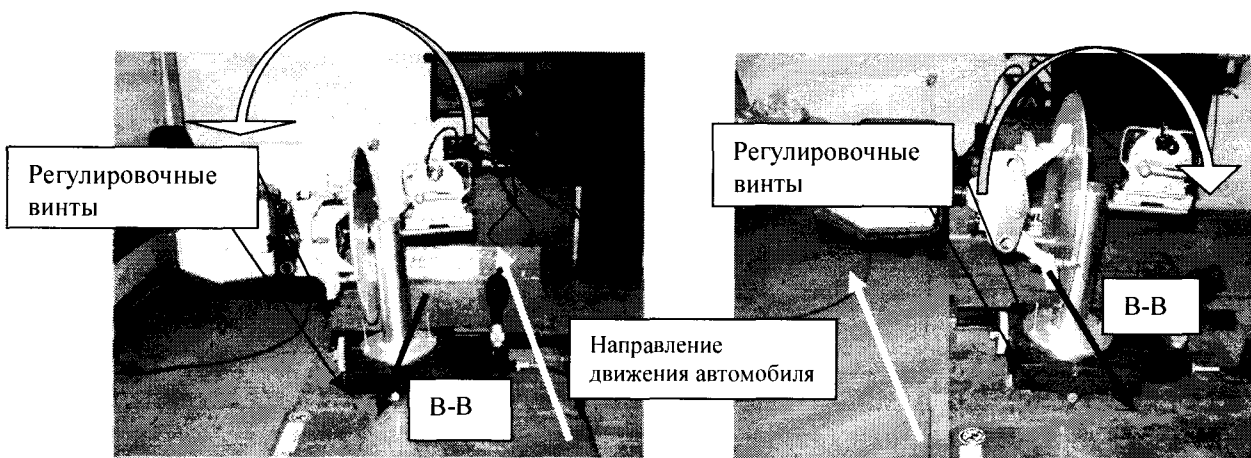 Регулировочные
винты
В-В
Направление
движения автомобиля
Регулировочные
винты
В-В